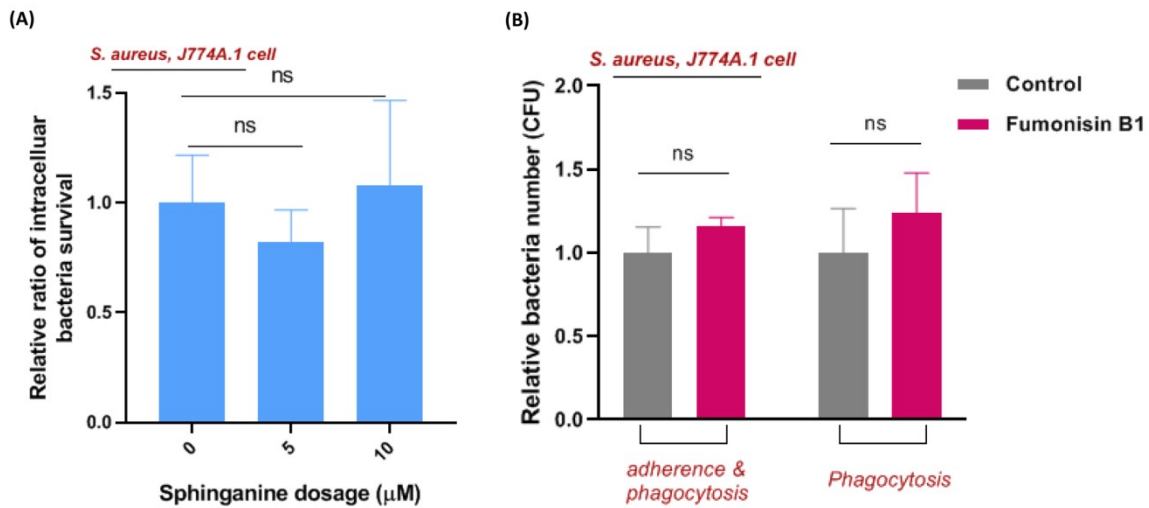 (A)
S. aureus, J774A.1 cell
ns
ns
Relative ratio of intracelluar
bacteria survival
1.5
1.0
0.5
0.0
0
5
10
Sphinganine dosage (μM)
(B)
S. aureus, J774A.1 cell
ns
ns
Relative bacteria number (CFU)
2.0
1.5
1.0
0.5
0.0
adherence &
phagocytosis
Phagocytosis
Control
Fumonisin B1